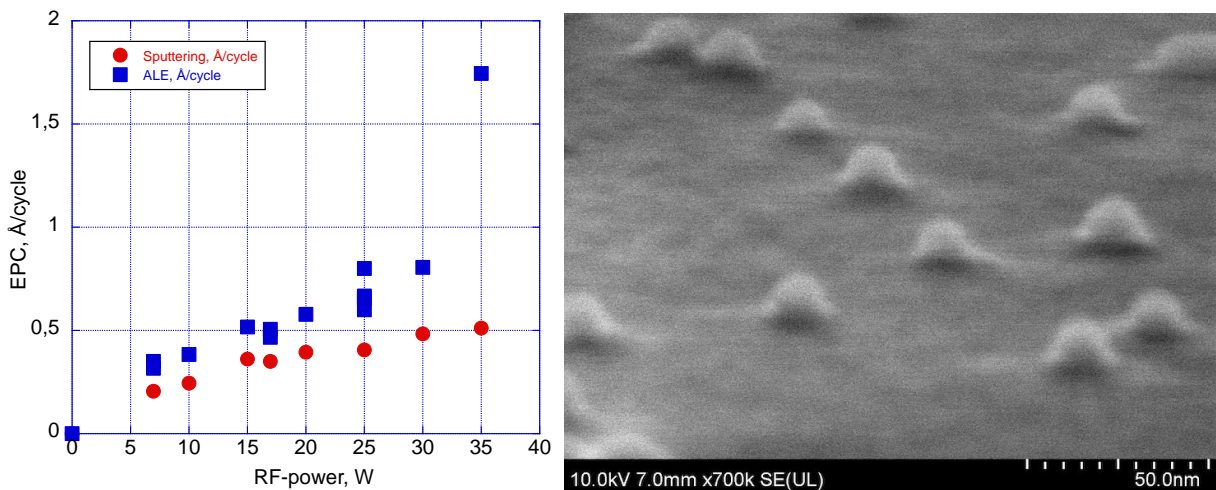 2
1,5
1
0,5
0
EPC, Å/cycle
Sputtering, Å/cycle
ALE, Å/cycle
0 5 10 15 20 25 30 35 40
RF-power, W
10.0kV 7.0mm x700k SE(UL)
50.0nm